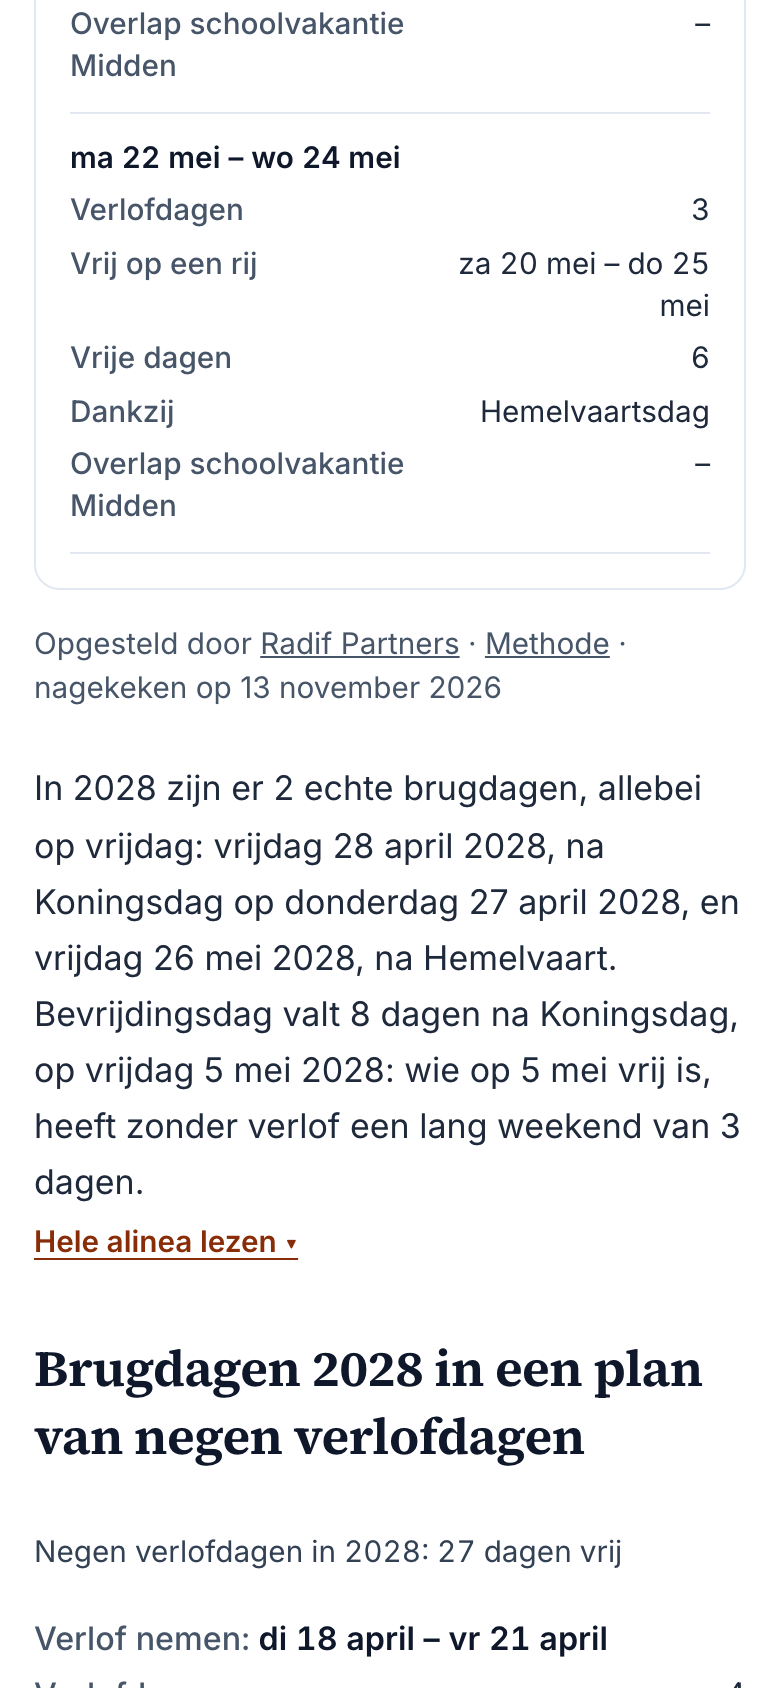 Overlap schoolvakantie –
Midden
ma 22 mei – wo 24 mei
Verlofdagen 3
Vrij op een rij za 20 mei – do 25
mei
Vrije dagen 6
Dankzij Hemelvaartsdag
Overlap schoolvakantie –
Midden
Opgesteld door Radif Partners · Methode ·
nagekeken op 13 november 2026
In 2028 zijn er 2 echte brugdagen, allebei
op vrijdag: vrijdag 28 april 2028, na
Koningsdag op donderdag 27 april 2028, en
vrijdag 26 mei 2028, na Hemelvaart.
Bevrijdingsdag valt 8 dagen na Koningsdag,
op vrijdag 5 mei 2028: wie op 5 mei vrij is,
heeft zonder verlof een lang weekend van 3
dagen.
Hele alinea lezen ▾
Brugdagen 2028 in een plan
van negen verlofdagen
Negen verlofdagen in 2028: 27 dagen vrij
Verlof nemen: di 18 april – vr 21 april